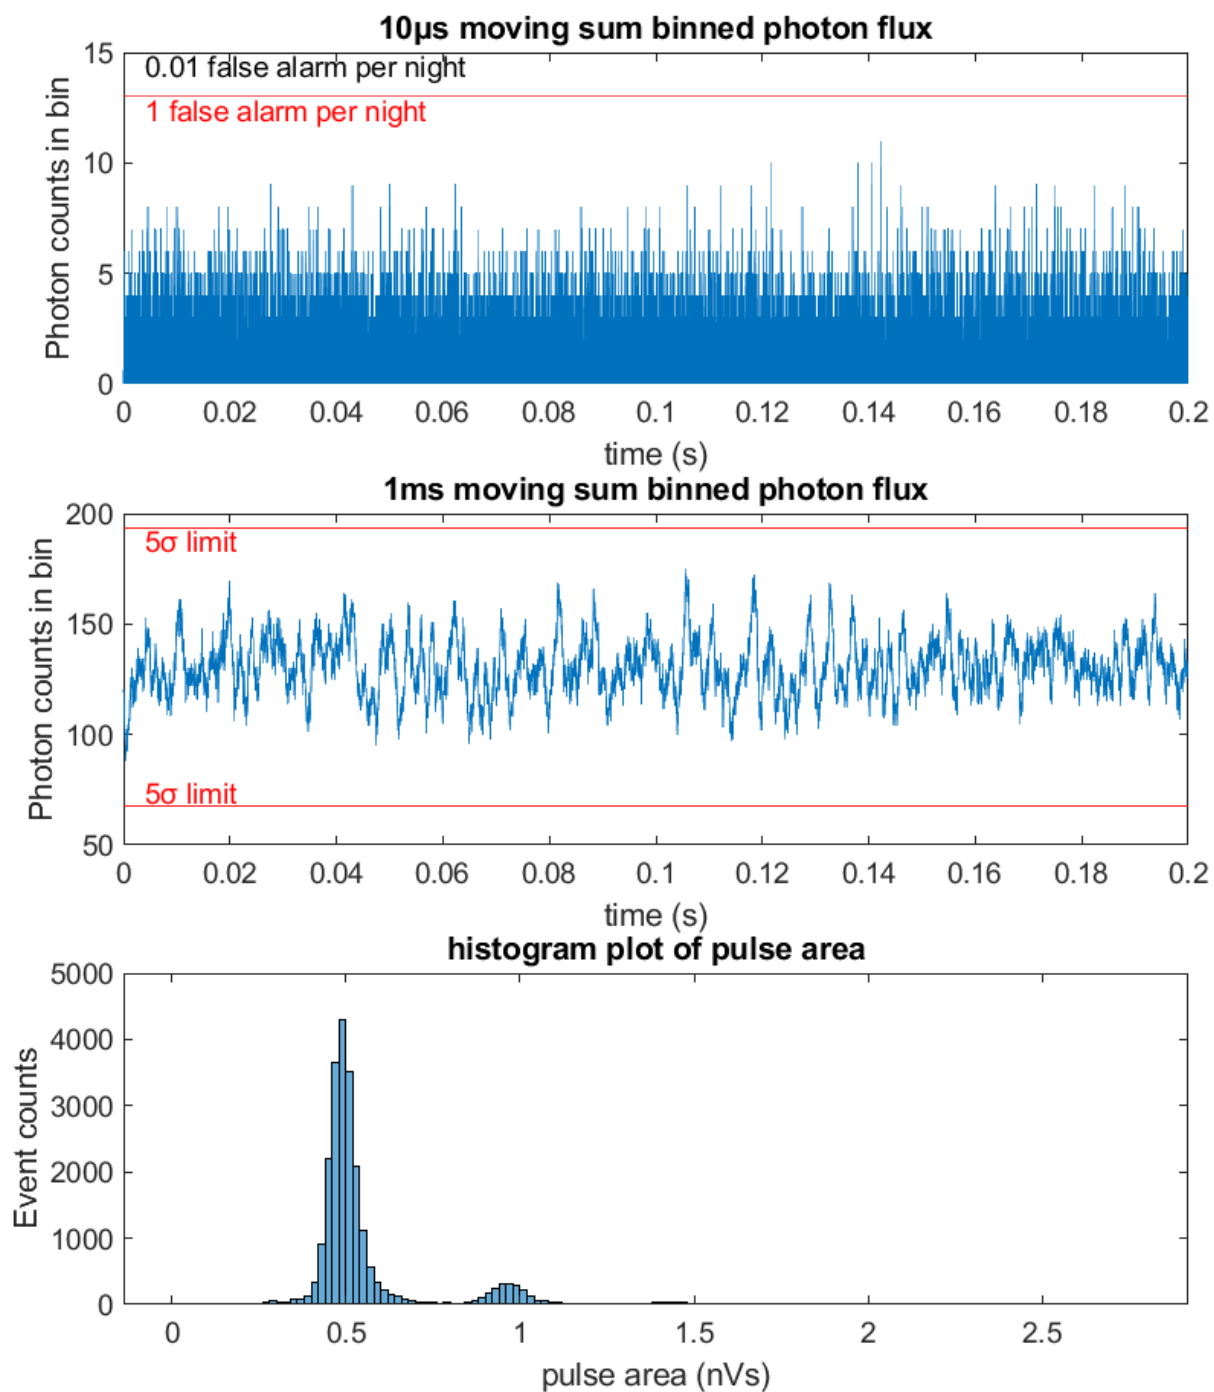 10µs moving sum binned photon flux
15
0.01 false alarm per night
1 false alarm per night
10
5
0
Photon counts in bin
0 0.02 0.04 0.06 0.08 0.1 0.12 0.14 0.16 0.18 0.2
time (s)
1ms moving sum binned photon flux
200
5σ limit
150
100
5σ limit
50
Photon counts in bin
0 0.02 0.04 0.06 0.08 0.1 0.12 0.14 0.16 0.18 0.2
time (s)
histogram plot of pulse area
5000
4000
3000
2000
1000
0
Event counts
0 0.5 1 1.5 2 2.5
pulse area (nVs)